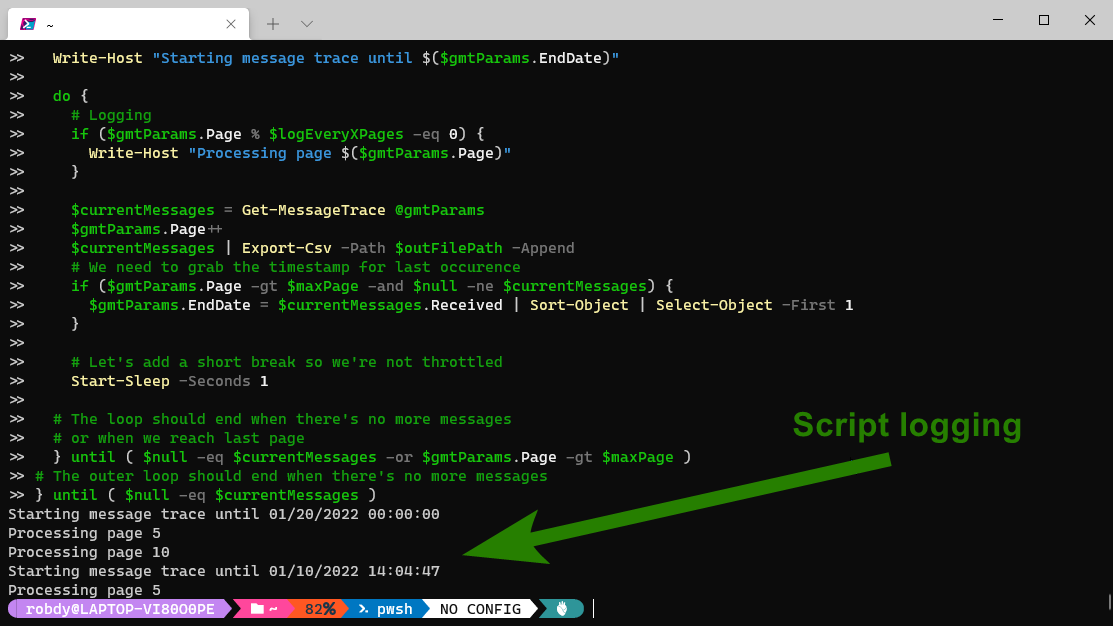 ~
>>   Write-Host "Starting message trace until $($gmtParams.EndDate)"
>>
>>   do {
>>     # Logging
>>     if ($gmtParams.Page % $logEveryXPages -eq 0) {
>>       Write-Host "Processing page $($gmtParams.Page)"
>>     }
>>
>>     $currentMessages = Get-MessageTrace @gmtParams
>>     $gmtParams.Page++
>>     $currentMessages | Export-Csv -Path $outFilePath -Append
>>     # We need to grab the timestamp for last occurence
>>     if ($gmtParams.Page -gt $maxPage -and $null -ne $currentMessages) {
>>       $gmtParams.EndDate = $currentMessages.Received | Sort-Object | Select-Object -First 1
>>     }
>>
>>     # Let's add a short break so we're not throttled
>>     Start-Sleep -Seconds 1
>>
>>   # The loop should end when there's no more messages
>>   # or when we reach last page
>>   } until ( $null -eq $currentMessages -or $gmtParams.Page -gt $maxPage )
>> # The outer loop should end when there's no more messages
>> } until ( $null -eq $currentMessages )
Script logging
Starting message trace until 01/20/2022 00:00:00
Processing page 5
Processing page 10
Starting message trace until 01/10/2022 14:04:47
Processing page 5
robdy@LAPTOP-VI80O0PE ~ 82% pwsh NO CONFIG